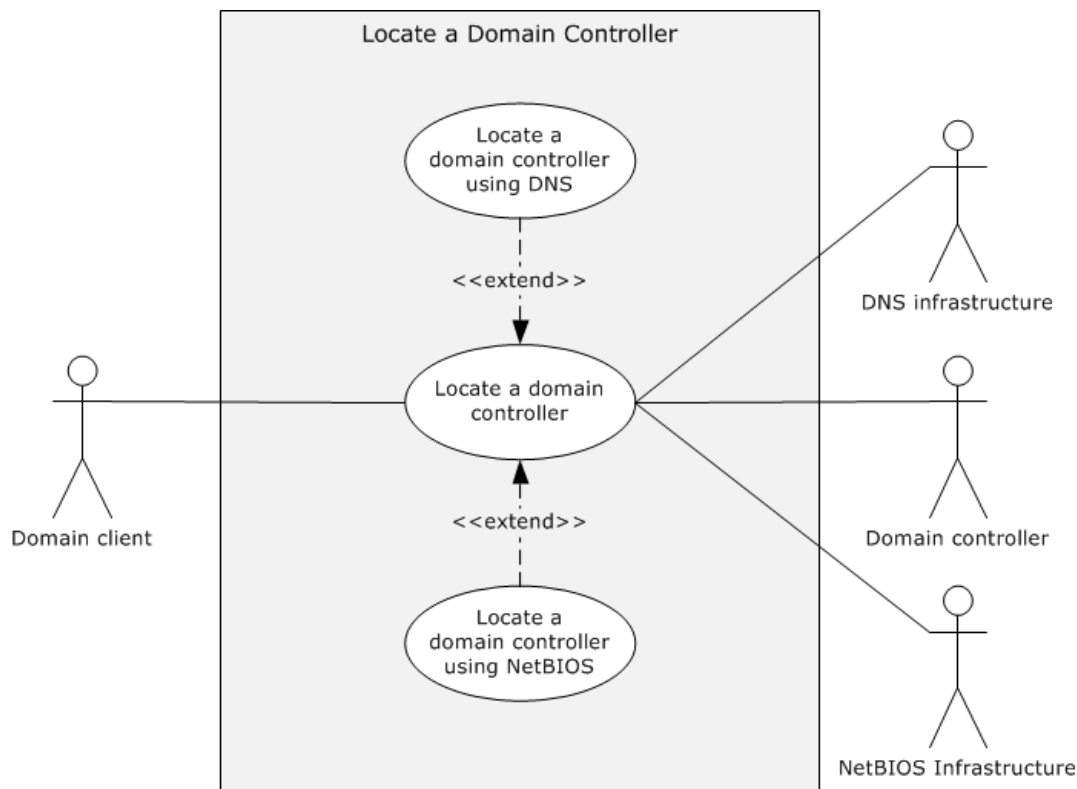 Locate a Domain Controller
Locate a
domain controller
using DNS
<<extend>>
DNS infrastructure
Locate a domain
controller
Domain client
<<extend>>
Domain controller
Locate a
domain controller
using NetBIOS
NetBIOS Infrastructure